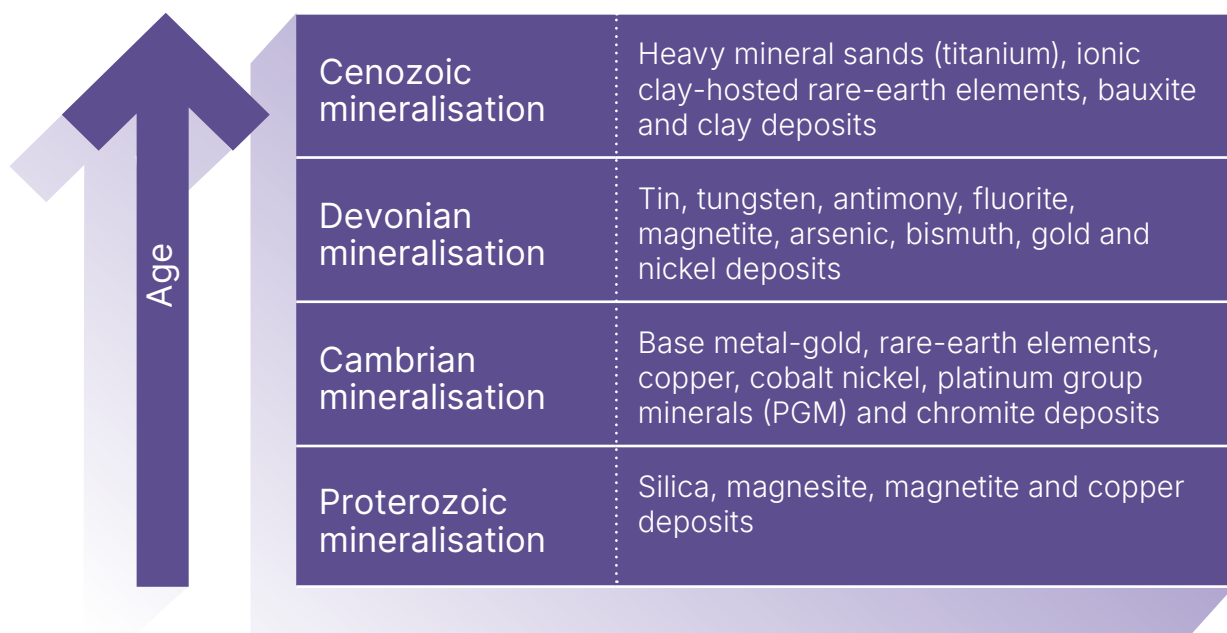 Age
Cenozoic
mineralisation
Heavy mineral sands (titanium), ionic
clay-hosted rare-earth elements, bauxite
and clay deposits
Devonian
mineralisation
Tin, tungsten, antimony, fluorite,
magnetite, arsenic, bismuth, gold and
nickel deposits
Cambrian
mineralisation
Base metal-gold, rare-earth elements,
copper, cobalt nickel, platinum group
minerals (PGM) and chromite deposits
Proterozoic
mineralisation
Silica, magnesite, magnetite and copper
deposits